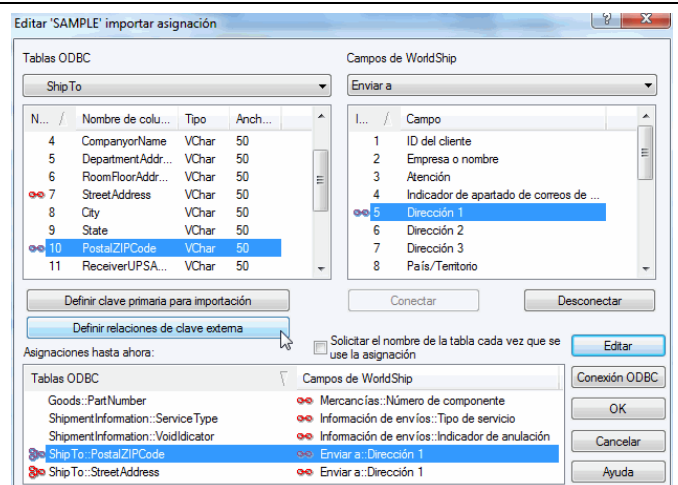 Editar 'SAMPLE' importar asignación
Tablas ODBC
Campos de WorldShip
ShipTo
Enviar a
N... / Nombre de colu... Tipo Anch...
I... / Campo
4 CompanyorName VChar 50
1 ID del cliente
5 DepartmentAddr... VChar 50
2 Empresa o nombre
6 RoomFloorAddr... VChar 50
3 Atención
7 StreetAddress VChar 50
4 Indicador de apartado de correos de ...
8 City VChar 50
5 Dirección 1
9 State VChar 50
6 Dirección 2
10 PostalZIPCode VChar 50
7 Dirección 3
11 ReceiverUPSA... VChar 50
8 País/Territorio
Definir clave primaria para importación
Conectar
Desconectar
Definir relaciones de clave externa
Solicitar el nombre de la tabla cada vez que se
use la asignación
Editar
Asignaciones hasta ahora:
Tablas ODBC
Campos de WorldShip
Conexión ODBC
Goods::PartNumber
Mercancías::Número de componente
ShipmentInformation::ServiceType
Información de envíos::Tipo de servicio
OK
ShipmentInformation::VoidIdicator
Información de envíos::Indicador de anulación
Cancelar
ShipTo::PostalZIPCode
Enviar a::Dirección 1
ShipTo::StreetAddress
Enviar a::Dirección 1
Ayuda